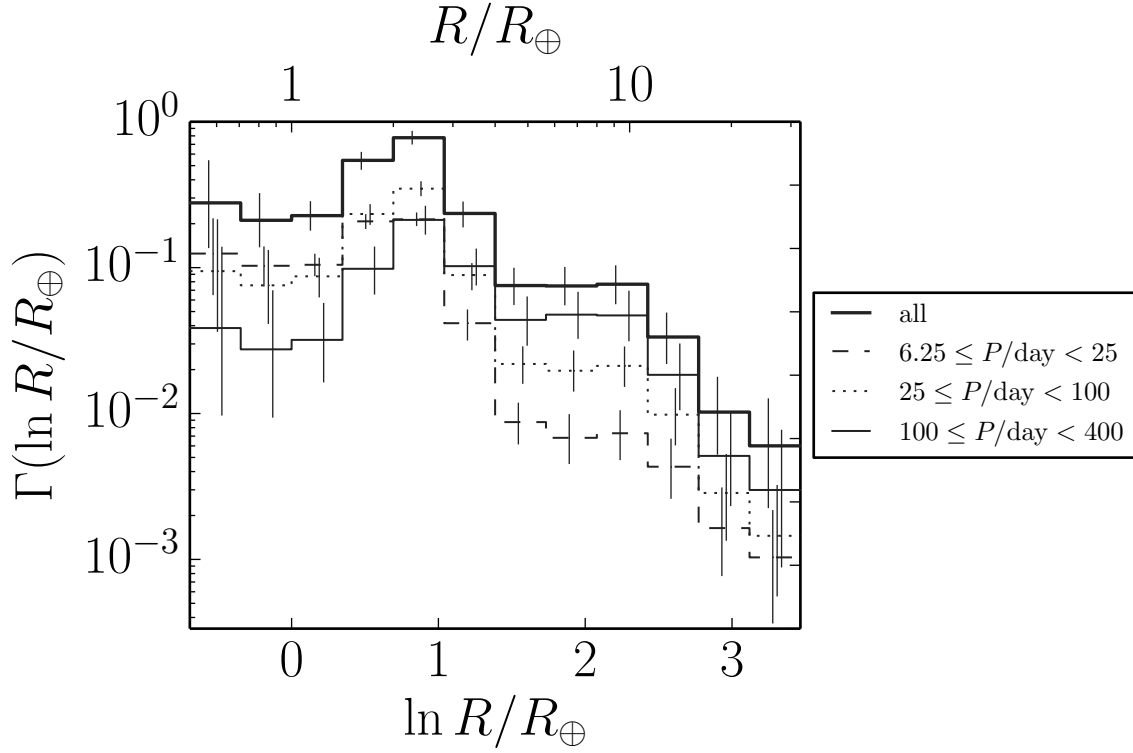 R/R⊕
1 10
10⁰
10⁻¹
10⁻²
10⁻³
Γ(ln R/R⊕)
0 1 2 3
ln R/R⊕
all
6.25 ≤ P/day < 25
25 ≤ P/day < 100
100 ≤ P/day < 400